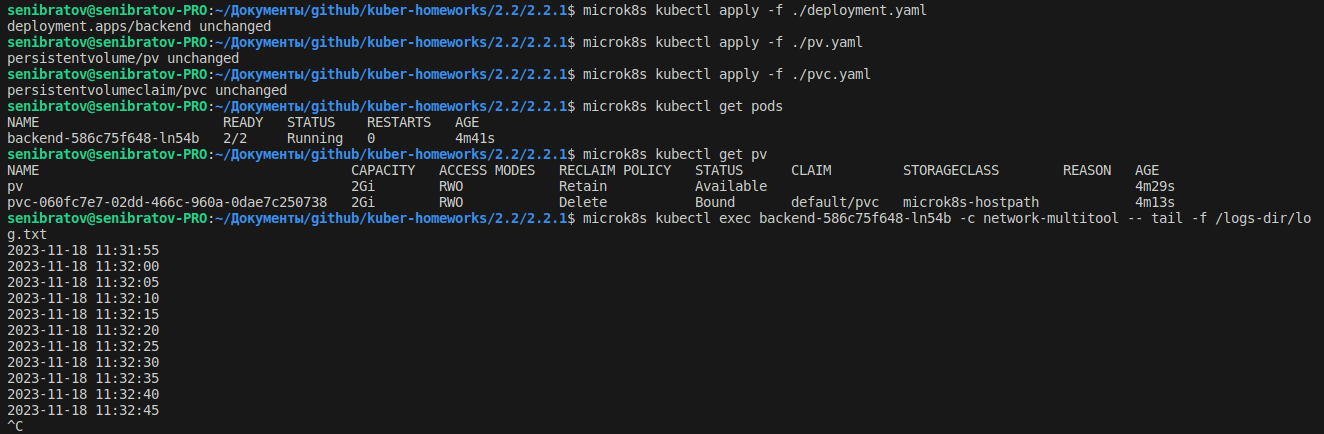 senibratov@senibratov-PRO:~/Документы/github/kuber-homeworks/2.2/2.2.1$ microk8s kubectl apply -f ./deployment.yaml
deployment.apps/backend unchanged
senibratov@senibratov-PRO:~/Документы/github/kuber-homeworks/2.2/2.2.1$ microk8s kubectl apply -f ./pv.yaml
persistentvolume/pv unchanged
senibratov@senibratov-PRO:~/Документы/github/kuber-homeworks/2.2/2.2.1$ microk8s kubectl apply -f ./pvc.yaml
persistentvolumeclaim/pvc unchanged
senibratov@senibratov-PRO:~/Документы/github/kuber-homeworks/2.2/2.2.1$ microk8s kubectl get pods
NAME                       READY   STATUS    RESTARTS   AGE
backend-586c75f648-ln54b   2/2     Running   0          4m41s
senibratov@senibratov-PRO:~/Документы/github/kuber-homeworks/2.2/2.2.1$ microk8s kubectl get pv
NAME                                       CAPACITY   ACCESS MODES   RECLAIM POLICY   STATUS      CLAIM         STORAGECLASS        REASON   AGE
pv                                         2Gi        RWO            Retain           Available                                              4m29s
pvc-060fc7e7-02dd-466c-960a-0dae7c250738   2Gi        RWO            Delete           Bound       default/pvc   microk8s-hostpath            4m13s
senibratov@senibratov-PRO:~/Документы/github/kuber-homeworks/2.2/2.2.1$ microk8s kubectl exec backend-586c75f648-ln54b -c network-multitool -- tail -f /logs-dir/lo
g.txt
2023-11-18 11:31:55
2023-11-18 11:32:00
2023-11-18 11:32:05
2023-11-18 11:32:10
2023-11-18 11:32:15
2023-11-18 11:32:20
2023-11-18 11:32:25
2023-11-18 11:32:30
2023-11-18 11:32:35
2023-11-18 11:32:40
2023-11-18 11:32:45
^C